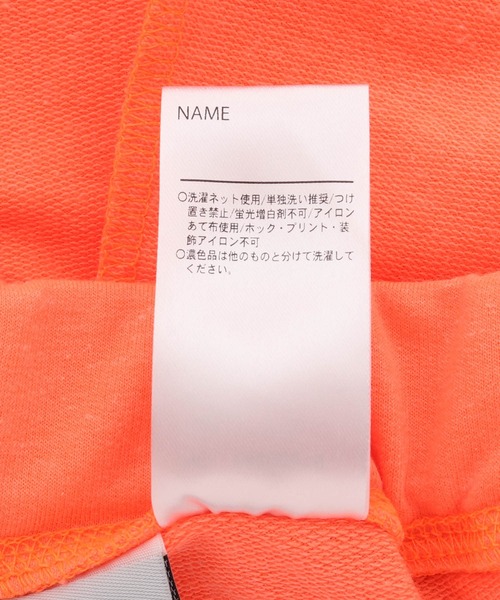 NAME
○洗濯ネット使用/単独洗い推奨/つけ
置き禁止/蛍光増白剤不可/アイロン
あて布使用/ホック・プリント・装
飾アイロン不可
○濃色品は他のものと分けて洗濯して
ください。